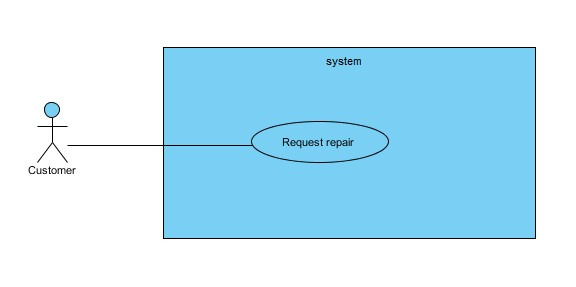 system
Request repair
Customer